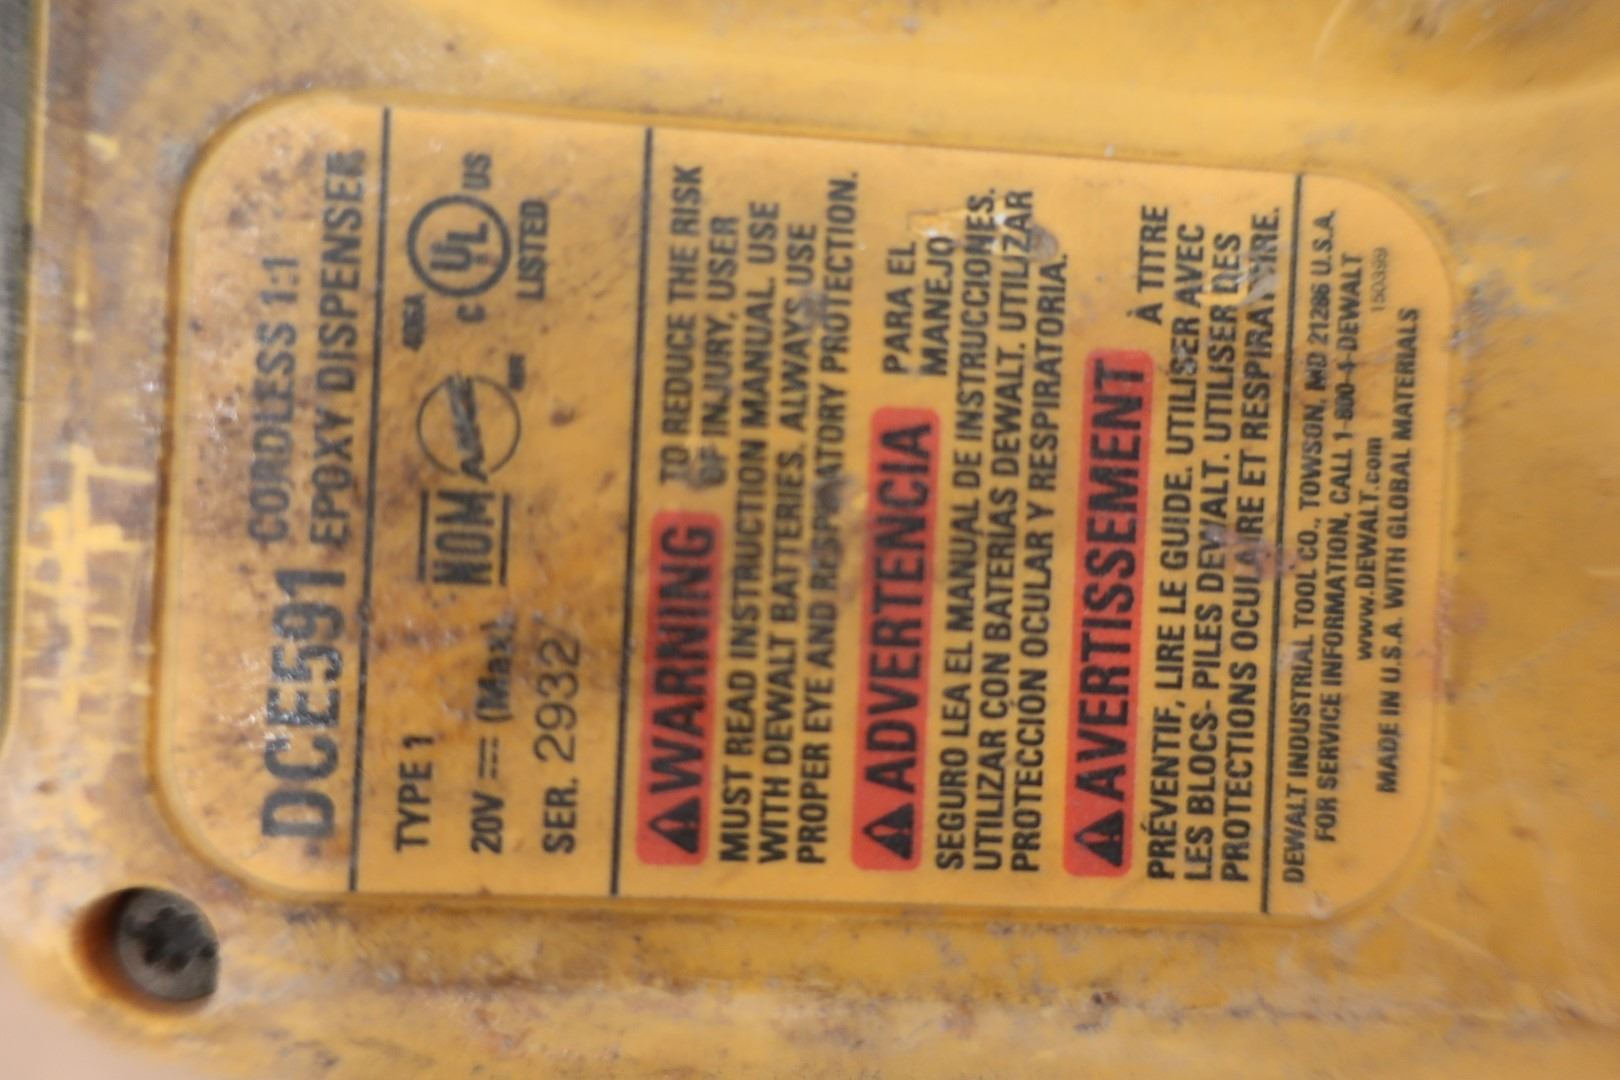 DCE591 CORDLESS 1:1
EPOXY DISPENSER
TYPE 1
20V ⎓ (Max)
SER. 2932
NOM
ANCE
406A
C UL US
LISTED
WARNING TO REDUCE THE RISK
OF INJURY, USER
MUST READ INSTRUCTION MANUAL. USE
WITH DEWALT BATTERIES. ALWAYS USE
PROPER EYE AND RESPIRATORY PROTECTION.
ADVERTENCIA PARA EL
MANEJO
SEGURO LEA EL MANUAL DE INSTRUCCIONES.
UTILIZAR CON BATERÍAS DEWALT. UTILIZAR
PROTECCION OCULAR Y RESPIRATORIA.
AVERTISSEMENT À TITRE
PRÉVENTIF, LIRE LE GUIDE. UTILISER AVEC
LES BLOCS- PILES DEWALT. UTILISER DES
PROTECTIONS OCULAIRE ET RESPIRATOIRE.
DEWALT INDUSTRIAL TOOL CO., TOWSON, MD 21286 U.S.A.
FOR SERVICE INFORMATION, CALL 1-800-4-DEWALT
www.DEWALT.com
MADE IN U.S.A. WITH GLOBAL MATERIALS